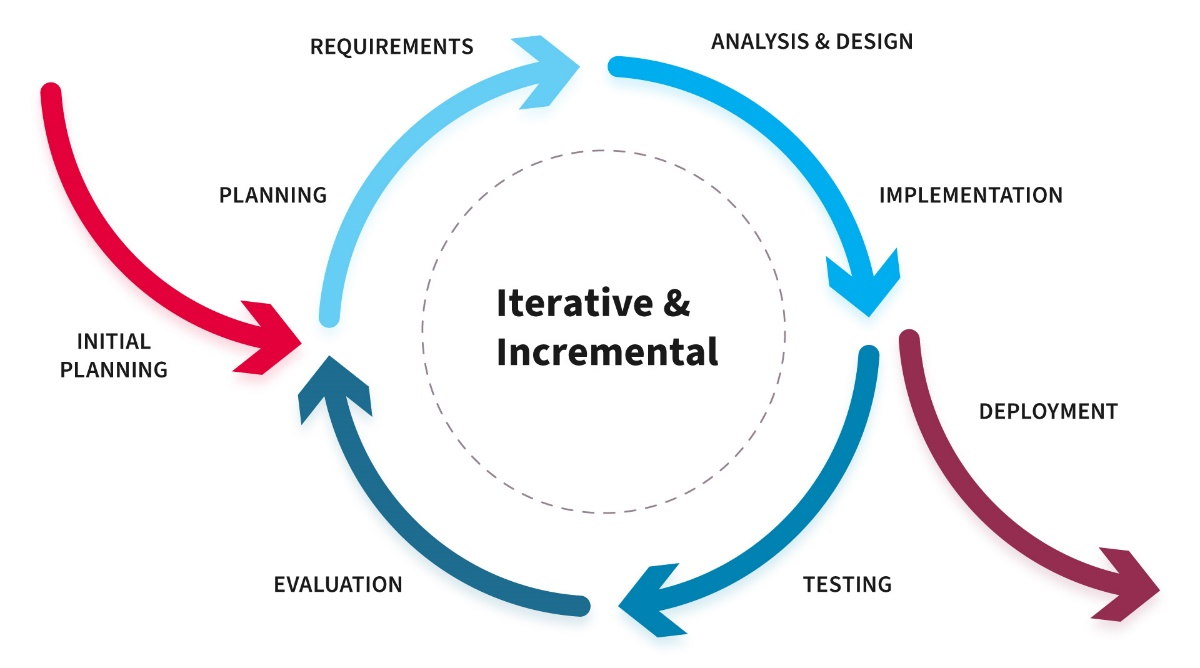 REQUIREMENTS
ANALYSIS & DESIGN
PLANNING
IMPLEMENTATION
Iterative &
Incremental
INITIAL
PLANNING
DEPLOYMENT
EVALUATION
TESTING